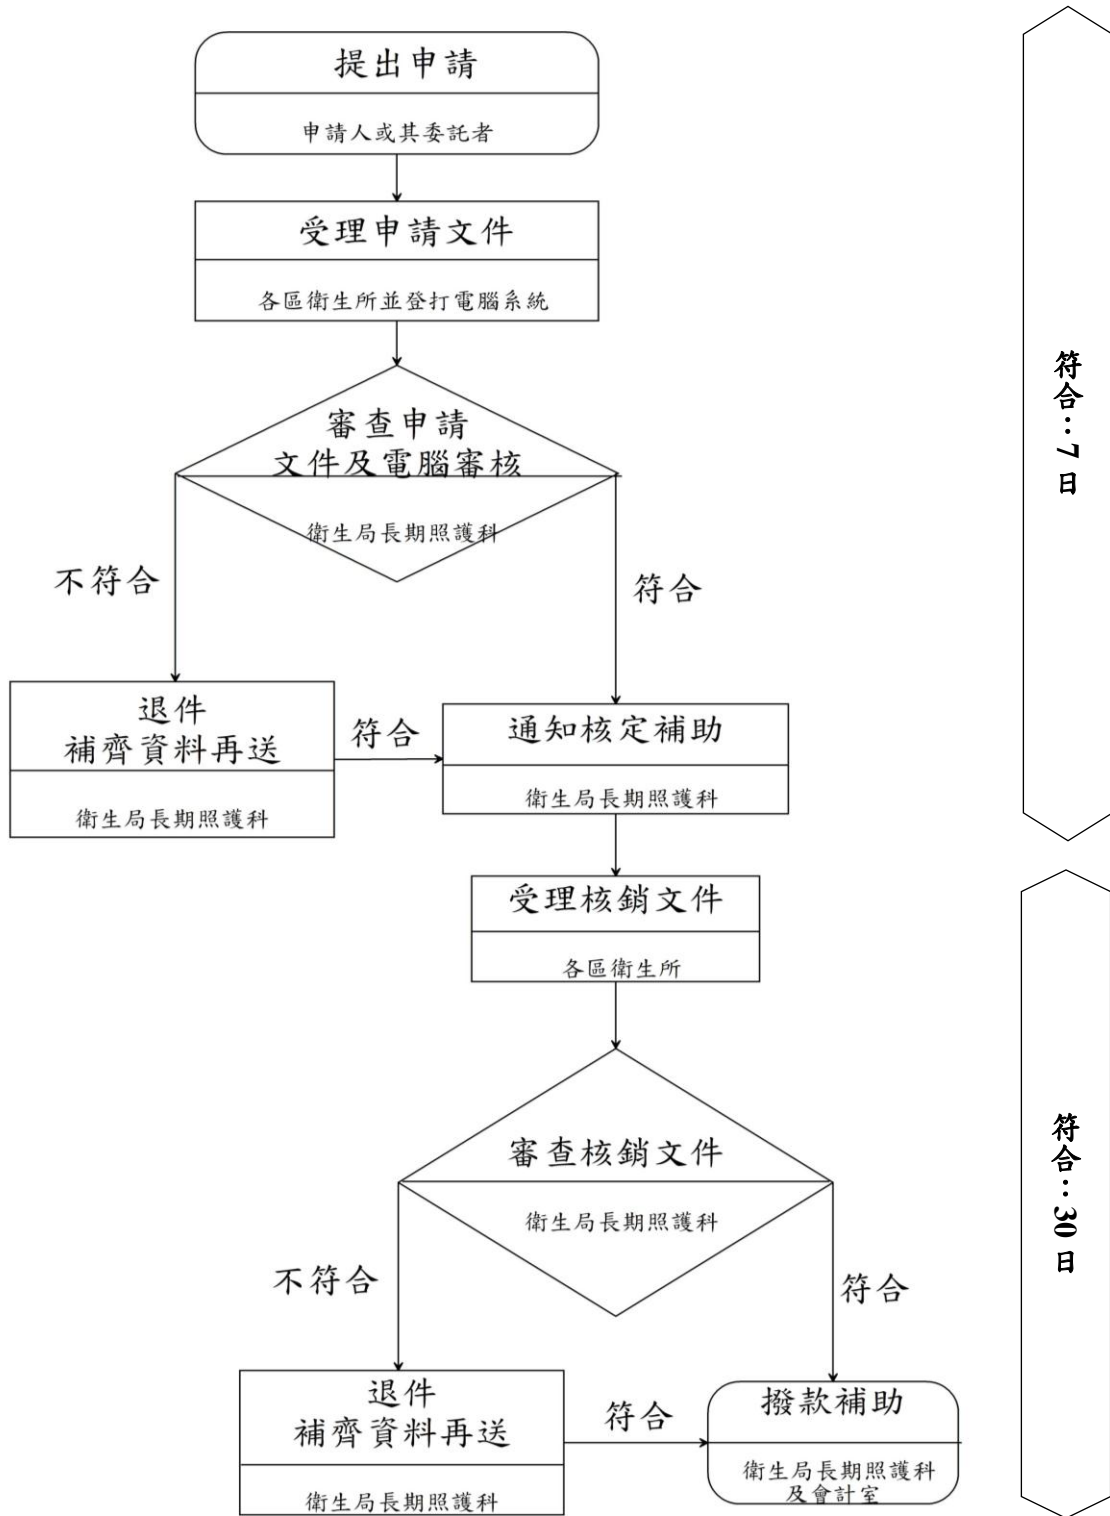 提出申請
申請人或其委託者
受理申請文件
各區衛生所並登打電腦系統
審查申請
文件及電腦審核
衛生局長期照護科
不符合
符合
退件
補齊資料再送
衛生局長期照護科
符合
通知核定補助
衛生局長期照護科
受理核銷文件
各區衛生所
審查核銷文件
衛生局長期照護科
不符合
符合
退件
補齊資料再送
衛生局長期照護科
符合
撥款補助
衛生局長期照護科
及會計室
符合：7日
符合：30日